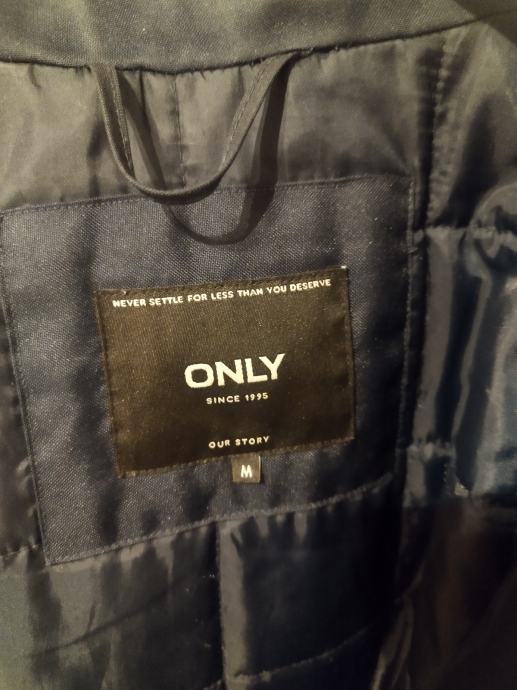 NEVER SETTLE FOR LESS THAN YOU DESERVE
ONLY
SINCE 1995
OUR STORY
M